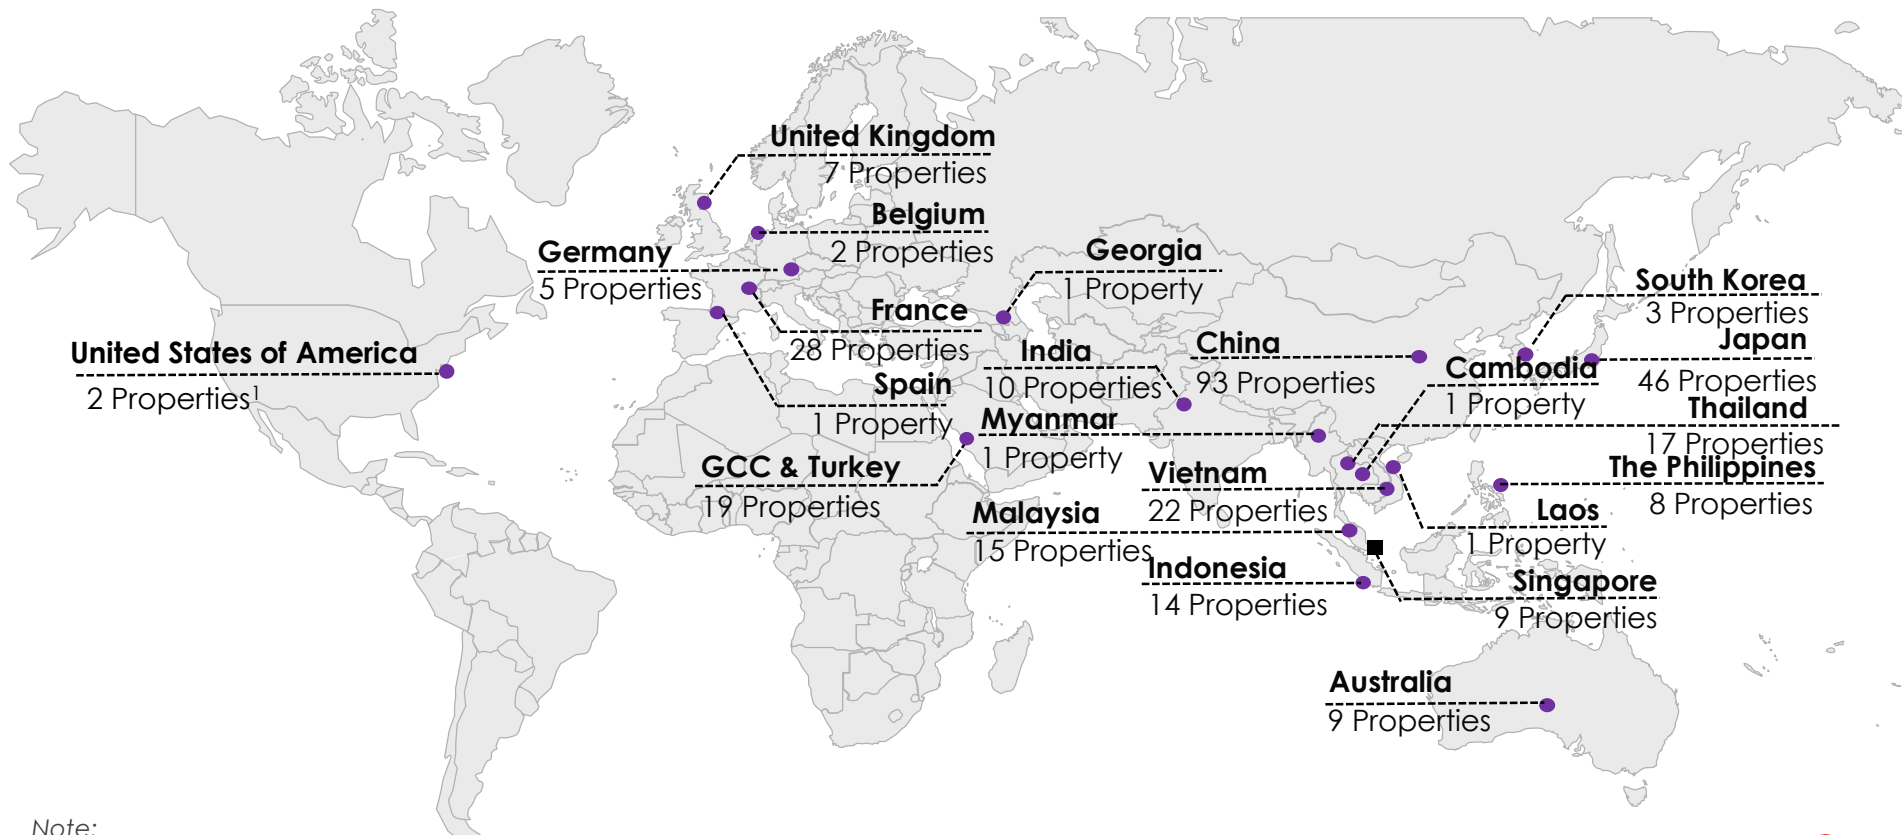 United Kingdom
7 Properties
Belgium
2 Properties
Germany
5 Properties
Georgia
1 Property
South Korea
3 Properties
France
28 Properties
Japan
46 Properties
United States of America
2 Properties¹
India
10 Properties
China
93 Properties
Cambodia
1 Property
Spain
1 Property
Thailand
17 Properties
Myanmar
1 Property
GCC & Turkey
19 Properties
Vietnam
22 Properties
The Philippines
8 Properties
Malaysia
15 Properties
Laos
1 Property
Indonesia
14 Properties
Singapore
9 Properties
Australia
9 Properties
Note: